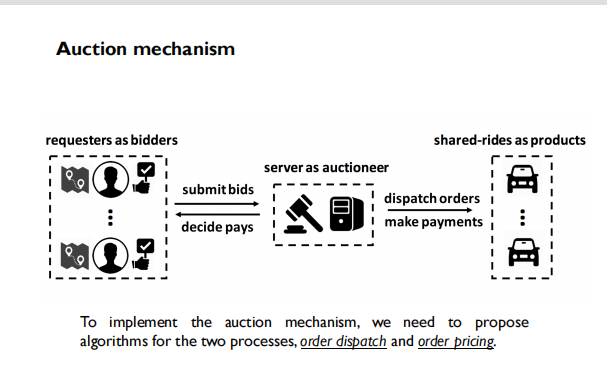 Auction mechanism
requesters as bidders
shared-rides as products
server as auctioneer
submit bids
decide pays
dispatch orders
make payments
To implement the auction mechanism, we need to propose
algorithms for the two processes, order dispatch and order pricing.